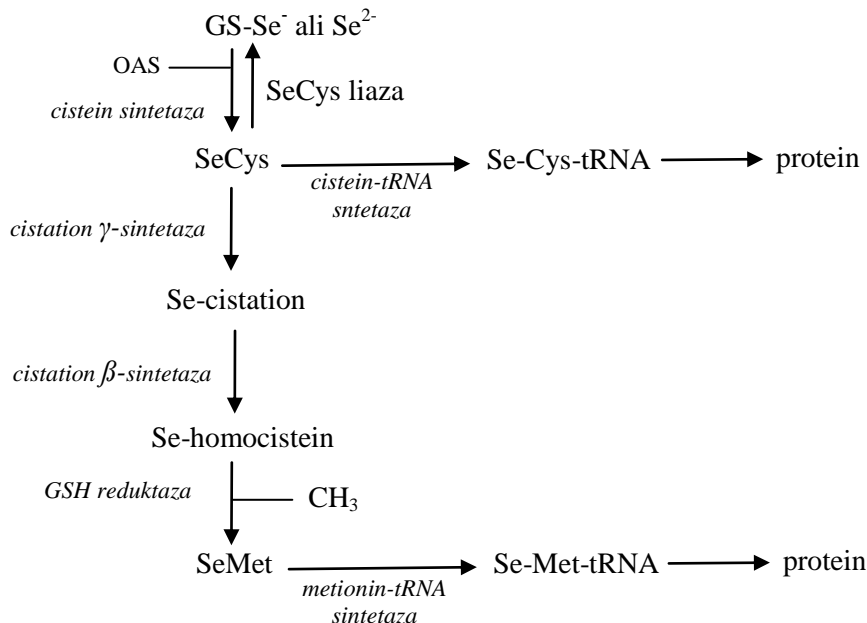 GS-Se⁻ ali Se²⁻
OAS
SeCys liaza
cistein sintetaza
SeCys
Se-Cys-tRNA
protein
cistein-tRNA
sntetaza
cistation γ-sintetaza
Se-cistation
cistation β-sintetaza
Se-homocistein
GSH reduktaza
CH₃
SeMet
Se-Met-tRNA
protein
metionin-tRNA
sintetaza